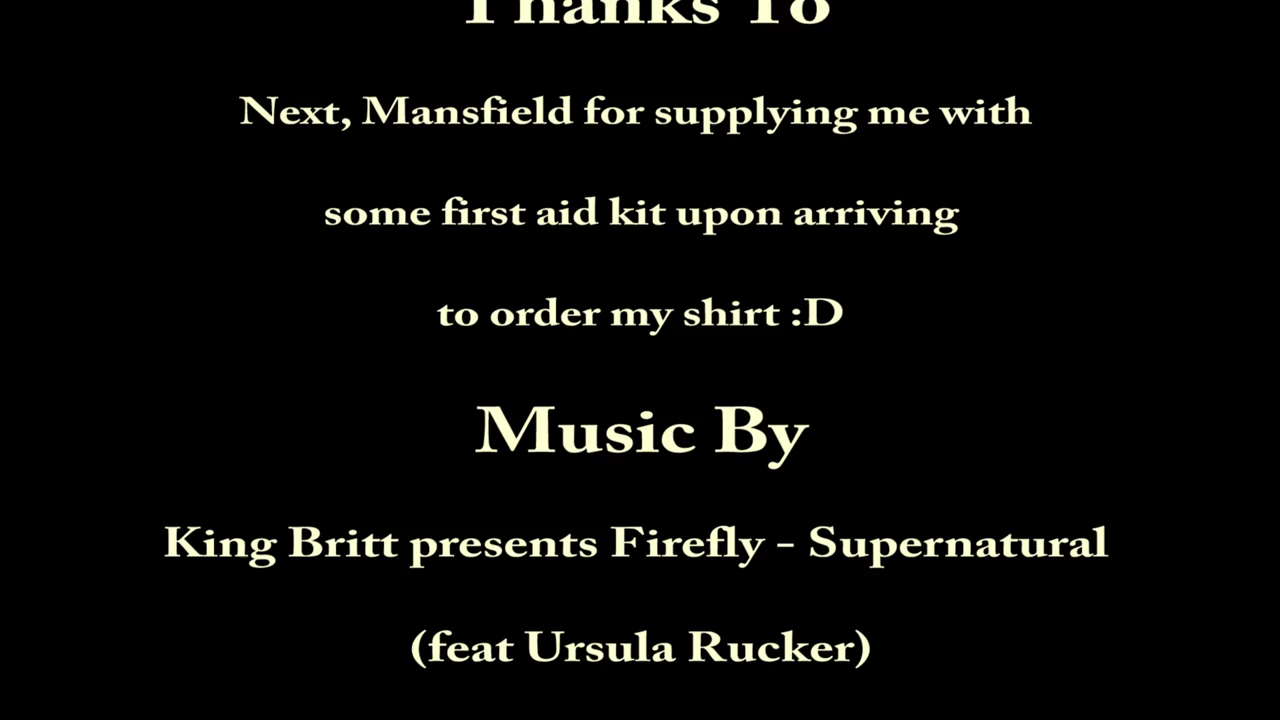 Thanks To
Next, Mansfield for supplying me with
some first aid kit upon arriving
to order my shirt :D
Music By
King Britt presents Firefly - Supernatural
(feat Ursula Rucker)